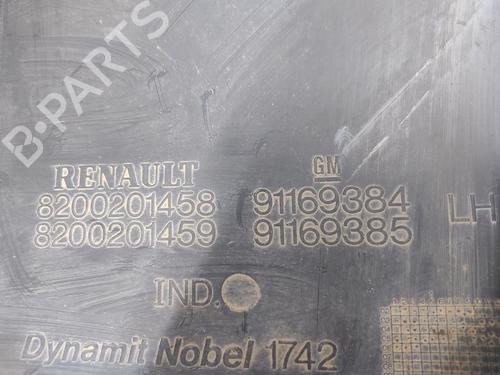 B-PARTS
RENAULT GM
8200201458 91169384 LH
8200201459 91169385
IND.
Dynamit Nobel 1742